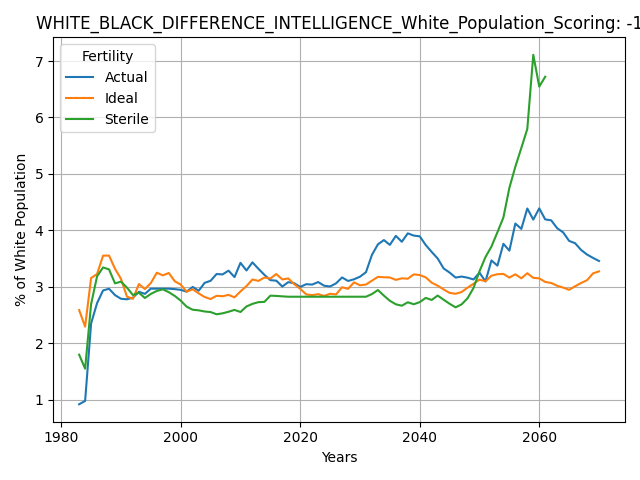 WHITE_BLACK_DIFFERENCE_INTELLIGENCE_White_Population_Scoring: -1
Fertility
Actual
Ideal
Sterile
% of White Population
7
6
5
4
3
2
1
1980
2000
2020
2040
2060
Years